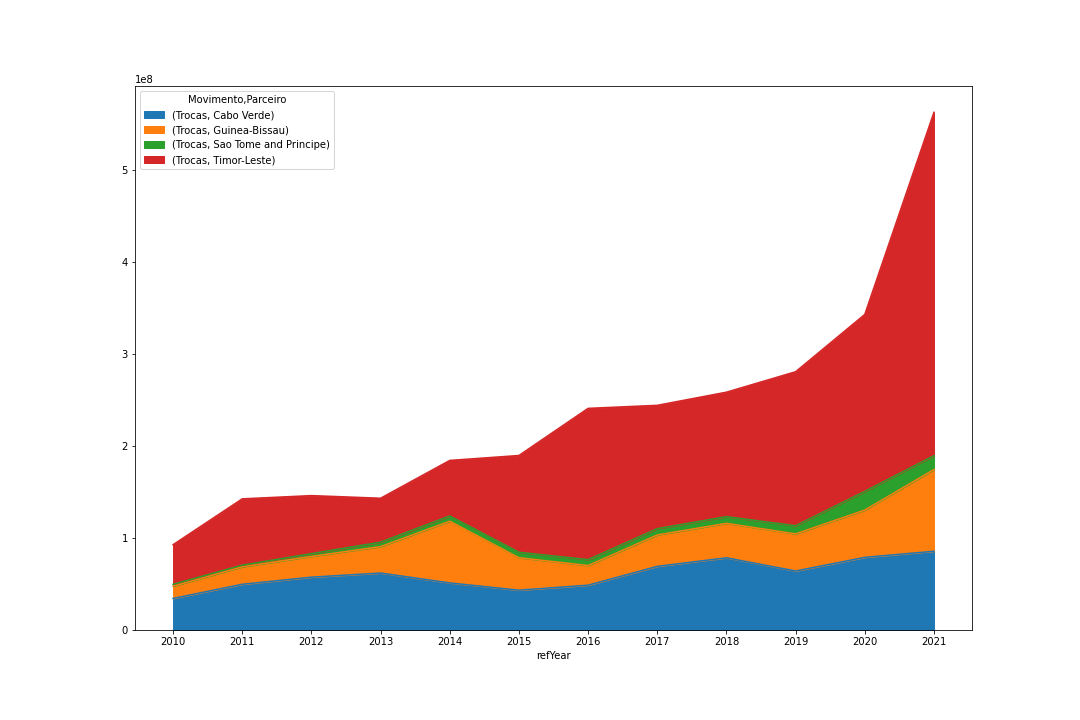 1e8
Movimento,Parceiro
(Trocas, Cabo Verde)
(Trocas, Guinea-Bissau)
(Trocas, Sao Tome and Principe)
(Trocas, Timor-Leste)
5
4
3
2
1
0
2010 2011 2012 2013 2014 2015 2016 2017 2018 2019 2020 2021
refYear